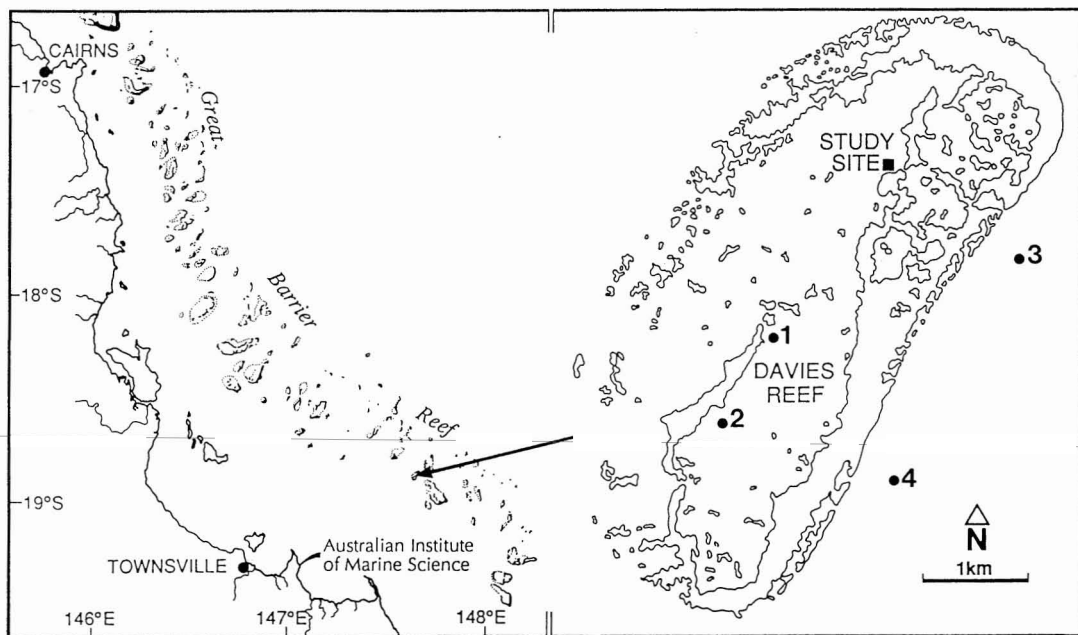 CAIRNS
17°S
Great-
Barrier
18°S
Reef
19°S
TOWNSVILLE
Australian Institute
of Marine Science
146°E
147°E
148°E
STUDY
SITE
3
1
DAVIES
REEF
2
4
N
1km